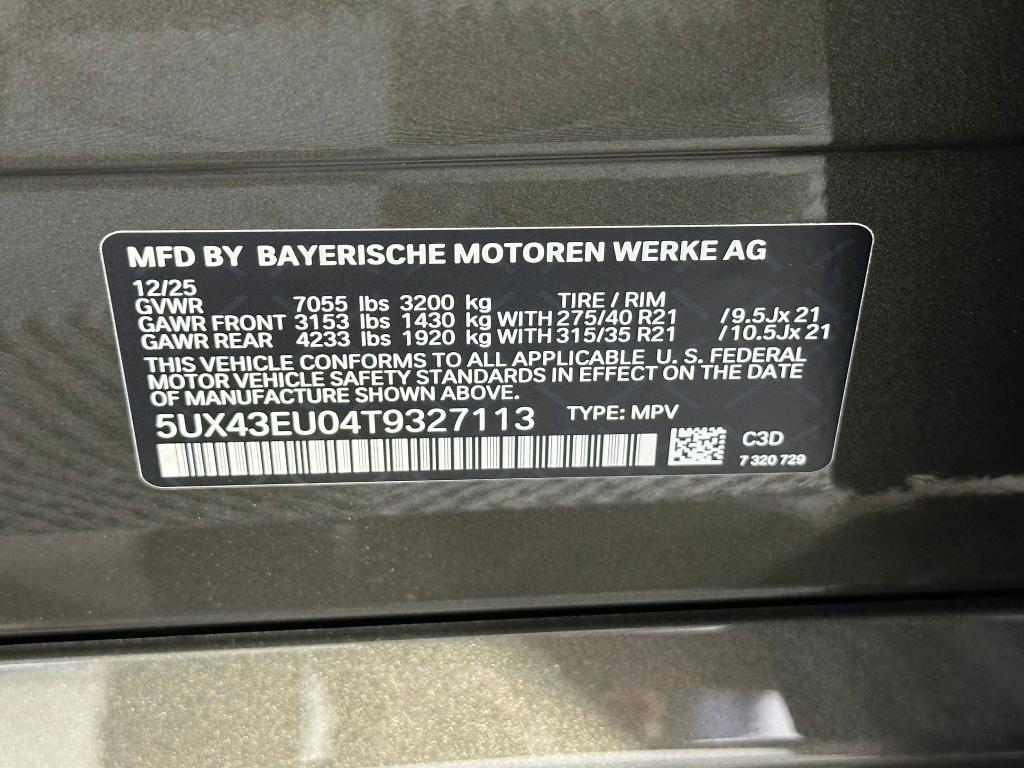 MFD BY BAYERISCHE MOTOREN WERKE AG
12/25
GVWR 7055 lbs 3200 kg TIRE / RIM
GAWR FRONT 3153 lbs 1430 kg WITH 275/40 R21 /9.5Jx 21
GAWR REAR 4233 lbs 1920 kg WITH 315/35 R21 /10.5Jx 21
THIS VEHICLE CONFORMS TO ALL APPLICABLE U. S. FEDERAL
MOTOR VEHICLE SAFETY STANDARDS IN EFFECT ON THE DATE
OF MANUFACTURE SHOWN ABOVE.
5UX43EU04T9327113 TYPE: MPV
C3D
7 320 729